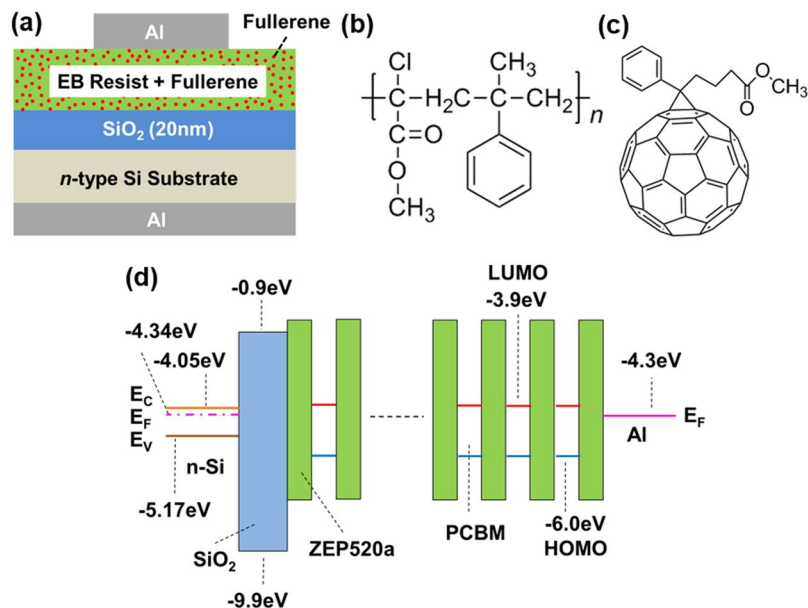 (a)
Fullerene
Al
EB Resist + Fullerene
SiO2 (20nm)
n-type Si Substrate
Al
(b)
Cl
CH3
C
H2C
C
CH2
n
C
O
O
CH3
(c)
O
CH3
O
(d)
-0.9eV
LUMO
-3.9eV
-4.34eV
-4.05eV
-4.3eV
EC
EF
EV
n-Si
Al
EF
-5.17eV
SiO2
ZEP520a
PCBM
-6.0eV
HOMO
-9.9eV